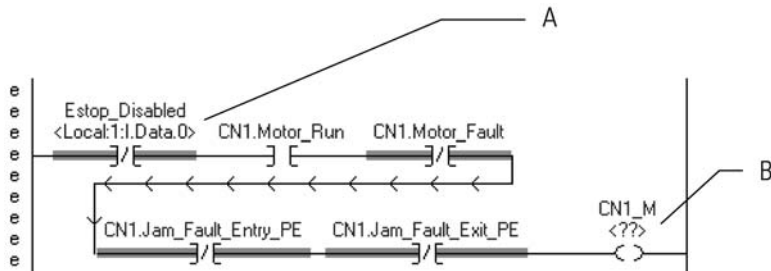 A
Estop_Disabled
<Local:1:I.Data.0>
CN1.Motor_Run
CN1.Motor_Fault
e
e
e
e
e
e
e
e
e
CN1.Jam_Fault_Entry_PE
CN1.Jam_Fault_Exit_PE
CN1_M
<??>
B